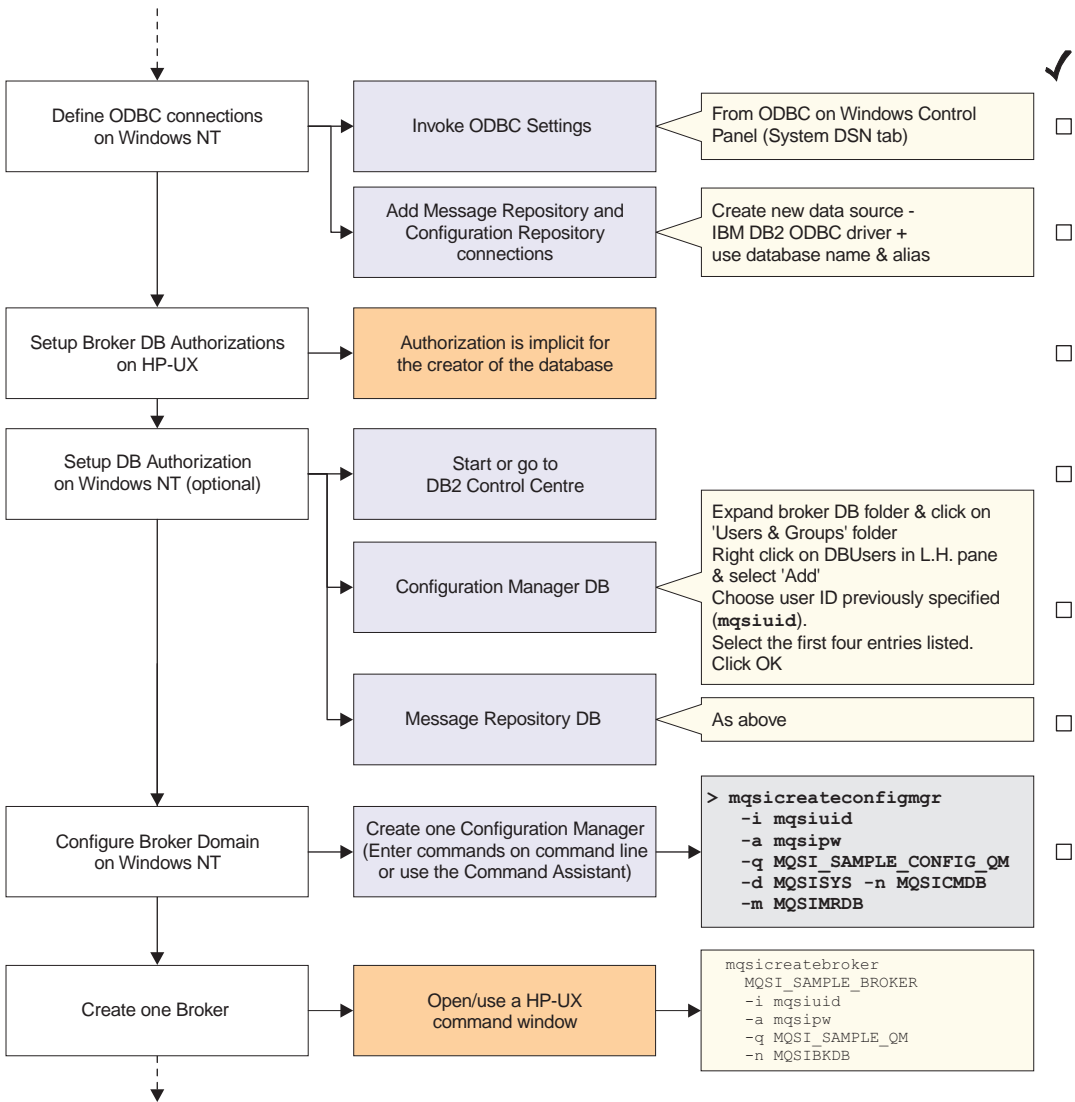 Define ODBC connections
on Windows NT
Invoke ODBC Settings
From ODBC on Windows Control
Panel (System DSN tab)
Add Message Repository and
Configuration Repository
connections
Create new data source -
IBM DB2 ODBC driver +
use database name & alias
Setup Broker DB Authorizations
on HP-UX
Authorization is implicit for
the creator of the database
Setup DB Authorization
on Windows NT (optional)
Start or go to
DB2 Control Centre
Configuration Manager DB
Expand broker DB folder & click on
'Users & Groups' folder
Right click on DBUsers in L.H. pane
& select 'Add'
Choose user ID previously specified
(mqsiuid).
Select the first four entries listed.
Click OK
Message Repository DB
As above
Configure Broker Domain
on Windows NT
Create one Configuration Manager
(Enter commands on command line
or use the Command Assistant)
> mqsicreateconfigmgr
-i mqsiuid
-a mqsipw
-q MQSI_SAMPLE_CONFIG_QM
-d MQSISYS -n MQSICMDB
-m MQSIMRDB
Create one Broker
Open/use a HP-UX
command window
mqsicreatebroker
MQSI_SAMPLE_BROKER
-i mqsiuid
-a mqsipw
-q MQSI_SAMPLE_QM
-n MQSIBKDB